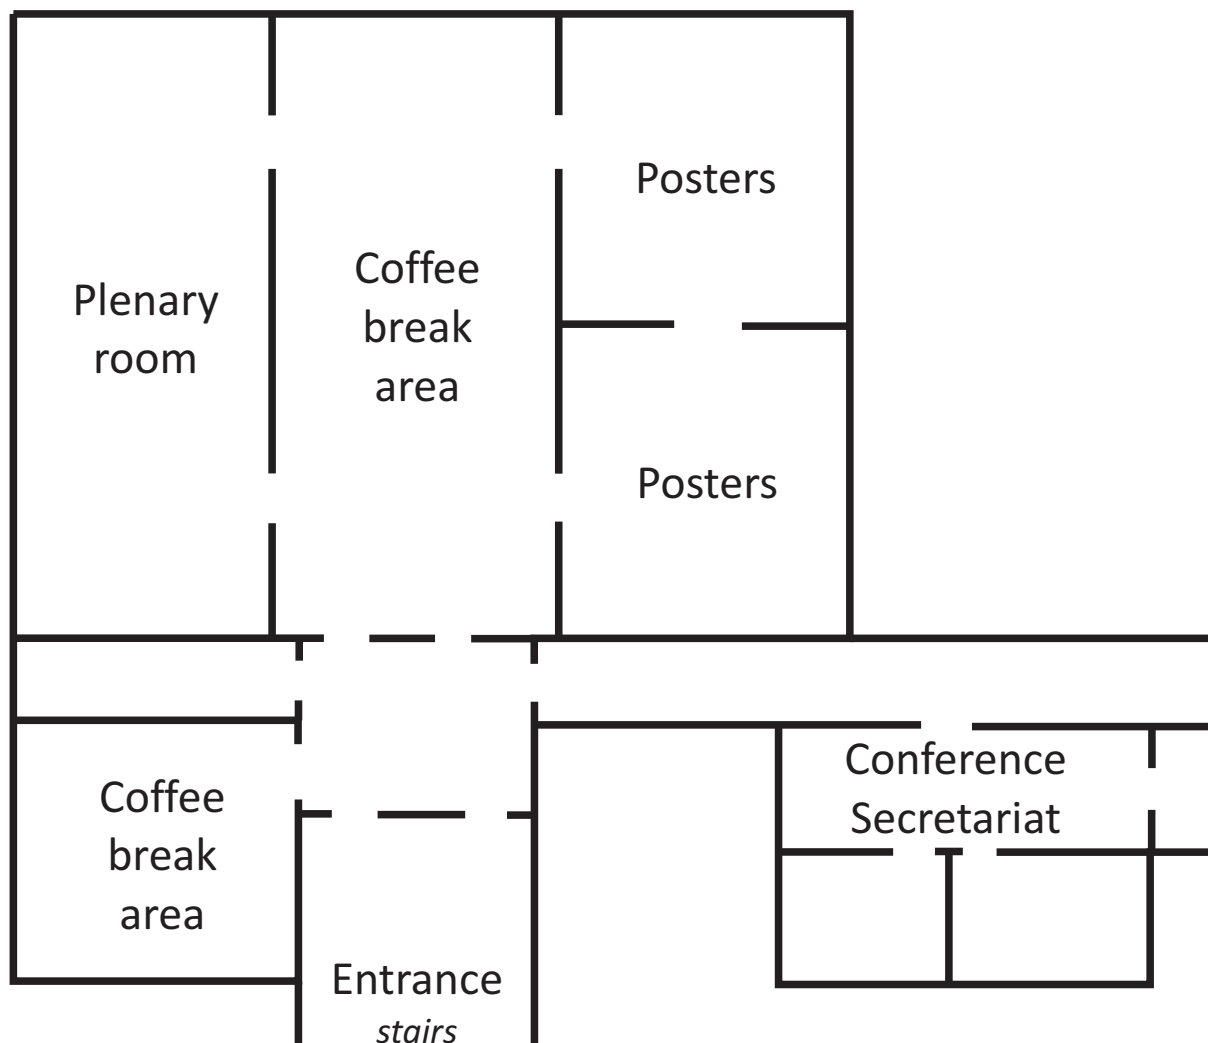 Posters
Coffee
break
area
Plenary
room
Posters
Conference
Secretariat
Coffee
break
area
Entrance
stairs